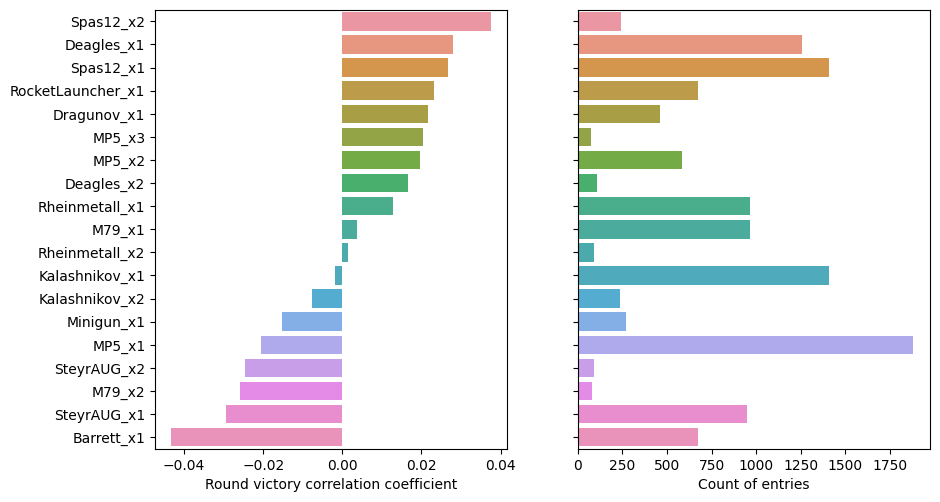 Spas12_x2
Deagles_x1
Spas12_x1
RocketLauncher_x1
Dragunov_x1
MP5_x3
MP5_x2
Deagles_x2
Rheinmetall_x1
M79_x1
Rheinmetall_x2
Kalashnikov_x1
Kalashnikov_x2
Minigun_x1
MP5_x1
SteyrAUG_x2
M79_x2
SteyrAUG_x1
Barrett_x1
−0.04 −0.02 0.00 0.02 0.04
Round victory correlation coefficient
0 250 500 750 1000 1250 1500 1750
Count of entries